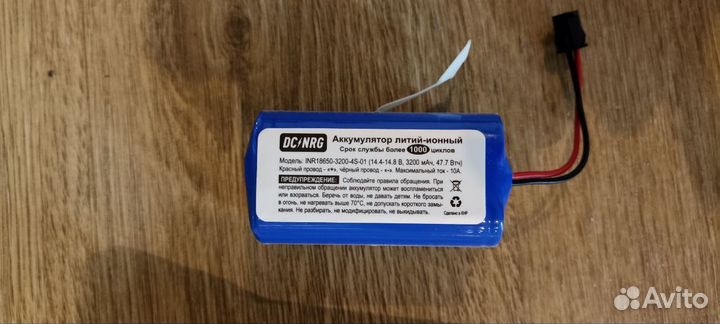 DC/NRG
Аккумулятор литий-ионный
Срок службы более 1000 циклов
Модель: INR18650-3200-4S-01 (14.4-14.8 В, 3200 мАч, 47.7 Втч)
Красный провод - «+», чёрный провод - «-». Максимальный ток - 10А.
ПРЕДУПРЕЖДЕНИЕ: Соблюдайте правила обращения. При
неправильном обращении аккумулятор может воспламениться
или взорваться. Беречь от воды, не давать детям. Не бросать
в огонь, не нагревать выше 70°С, не допускать короткого замы-
кания. Не разбирать, не модифицировать, не выкидывать.
Сделано в КНР
Avito